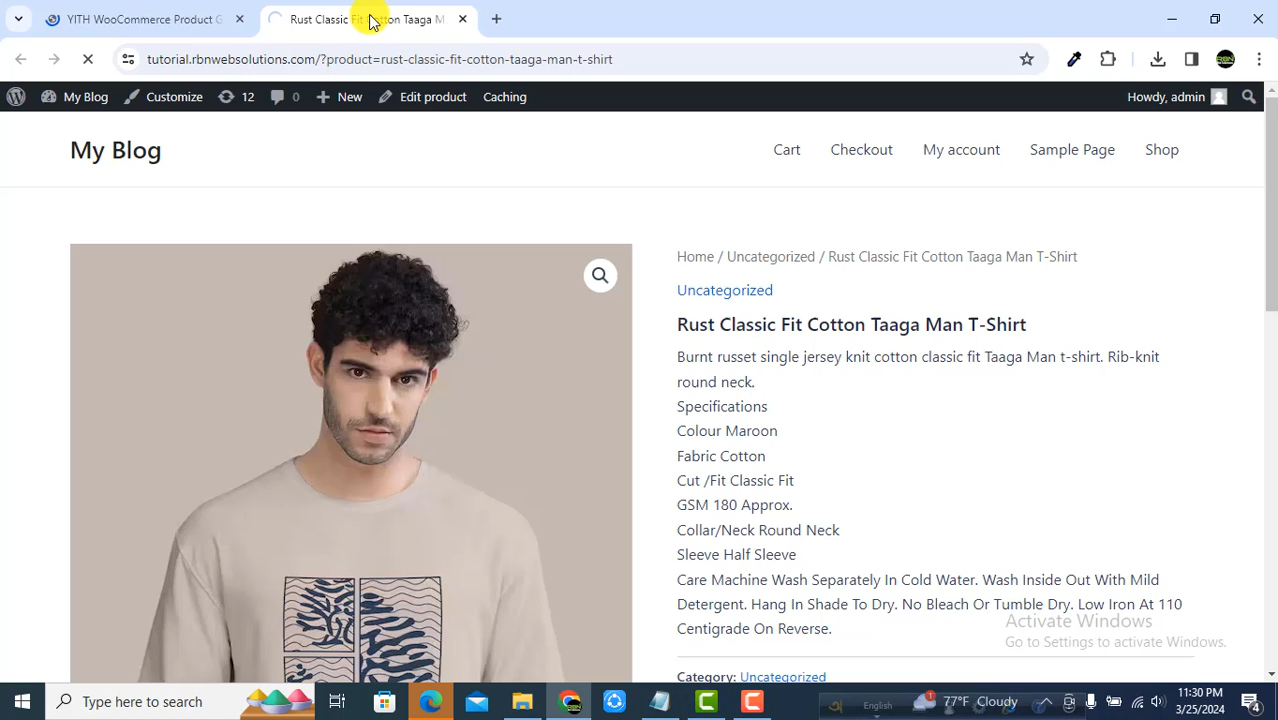 YITH WooCommerce Product G
Rust Classic Fit Cotton Taaga M
tutorial.rbnwebsolutions.com/?product=rust-classic-fit-cotton-taaga-man-t-shirt
My Blog
Customize
12
0
New
Edit product
Caching
Howdy, admin
My Blog
Cart
Checkout
My account
Sample Page
Shop
Home / Uncategorized / Rust Classic Fit Cotton Taaga Man T-Shirt
Uncategorized
Rust Classic Fit Cotton Taaga Man T-Shirt
Burnt russet single jersey knit cotton classic fit Taaga Man t-shirt. Rib-knit
round neck.
Specifications
Colour Maroon
Fabric Cotton
Cut /Fit Classic Fit
GSM 180 Approx.
Collar/Neck Round Neck
Sleeve Half Sleeve
Care Machine Wash Separately In Cold Water. Wash Inside Out With Mild
Detergent. Hang In Shade To Dry. No Bleach Or Tumble Dry. Low Iron At 110
Centigrade On Reverse.
Activate Windows
Go to Settings to activate Windows.
Category: Uncategorized
Type here to search
English
1
77°F Cloudy
11:30 PM
3/25/2024
4